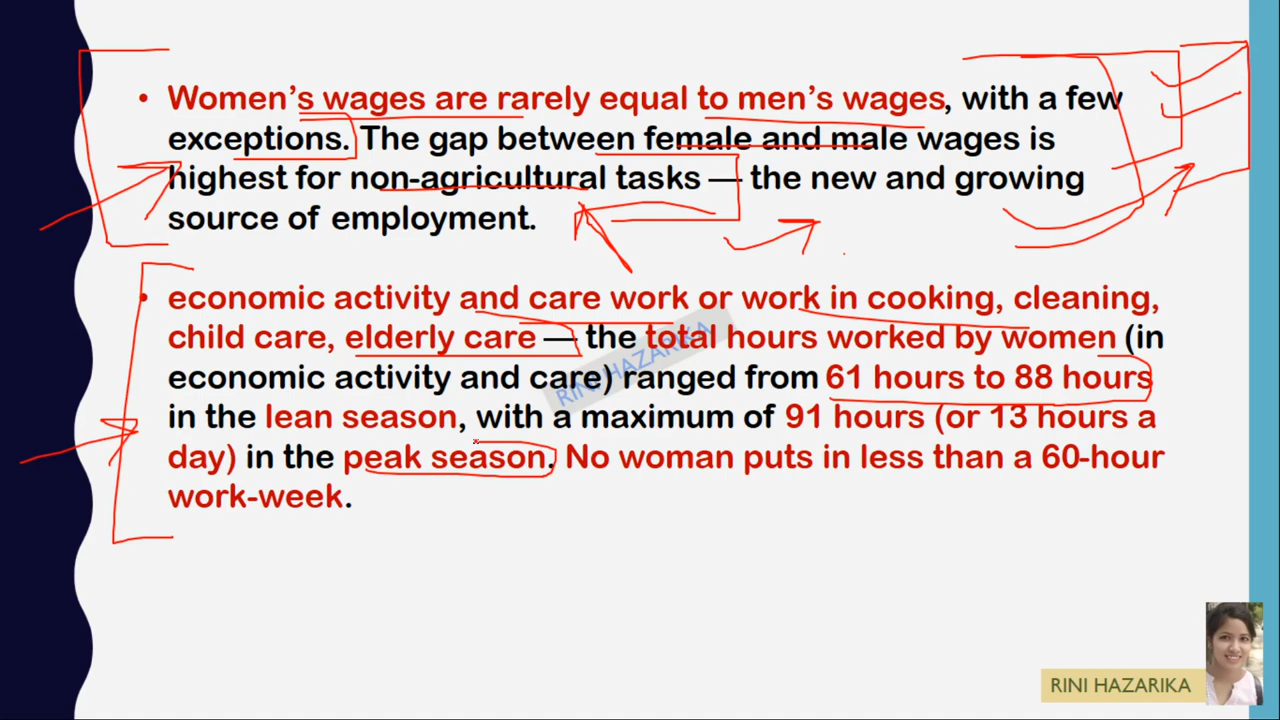 • Women's wages are rarely equal to men's wages, with a few
exceptions. The gap between female and male wages is
highest for non-agricultural tasks — the new and growing
source of employment.
• economic activity and care work or work in cooking, cleaning,
child care, elderly care — the total hours worked by women (in
economic activity and care) ranged from 61 hours to 88 hours
in the lean season, with a maximum of 91 hours (or 13 hours a
day) in the peak season. No woman puts in less than a 60-hour
work-week.
RINI HAZARIKA
RINI HAZARIKA